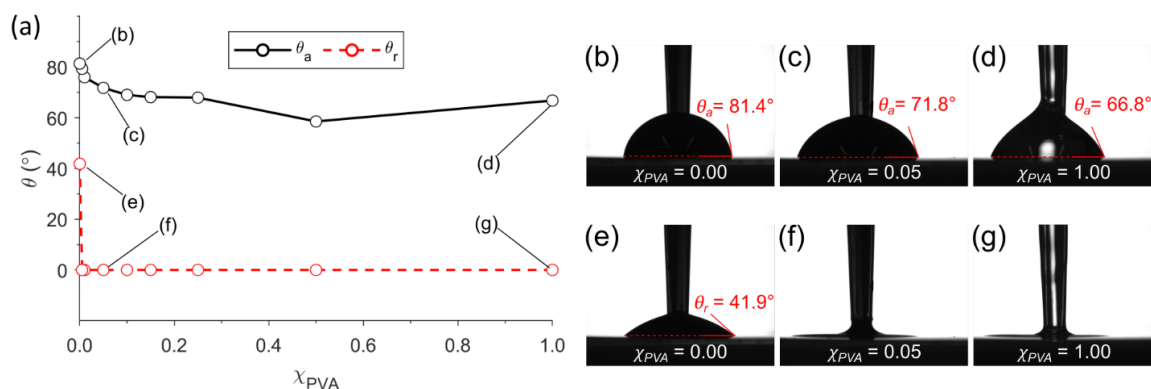 (a)
θa θr
(b)
(c)
(d)
(e)
(f)
(g)
θ (°)
80
60
40
20
0
0.0 0.2 0.4 0.6 0.8 1.0
χPVA
(b)
θa= 81.4°
χPVA = 0.00
(c)
θa= 71.8°
χPVA = 0.05
(d)
θa= 66.8°
χPVA = 1.00
(e)
θr = 41.9°
χPVA = 0.00
(f)
χPVA = 0.05
(g)
χPVA = 1.00